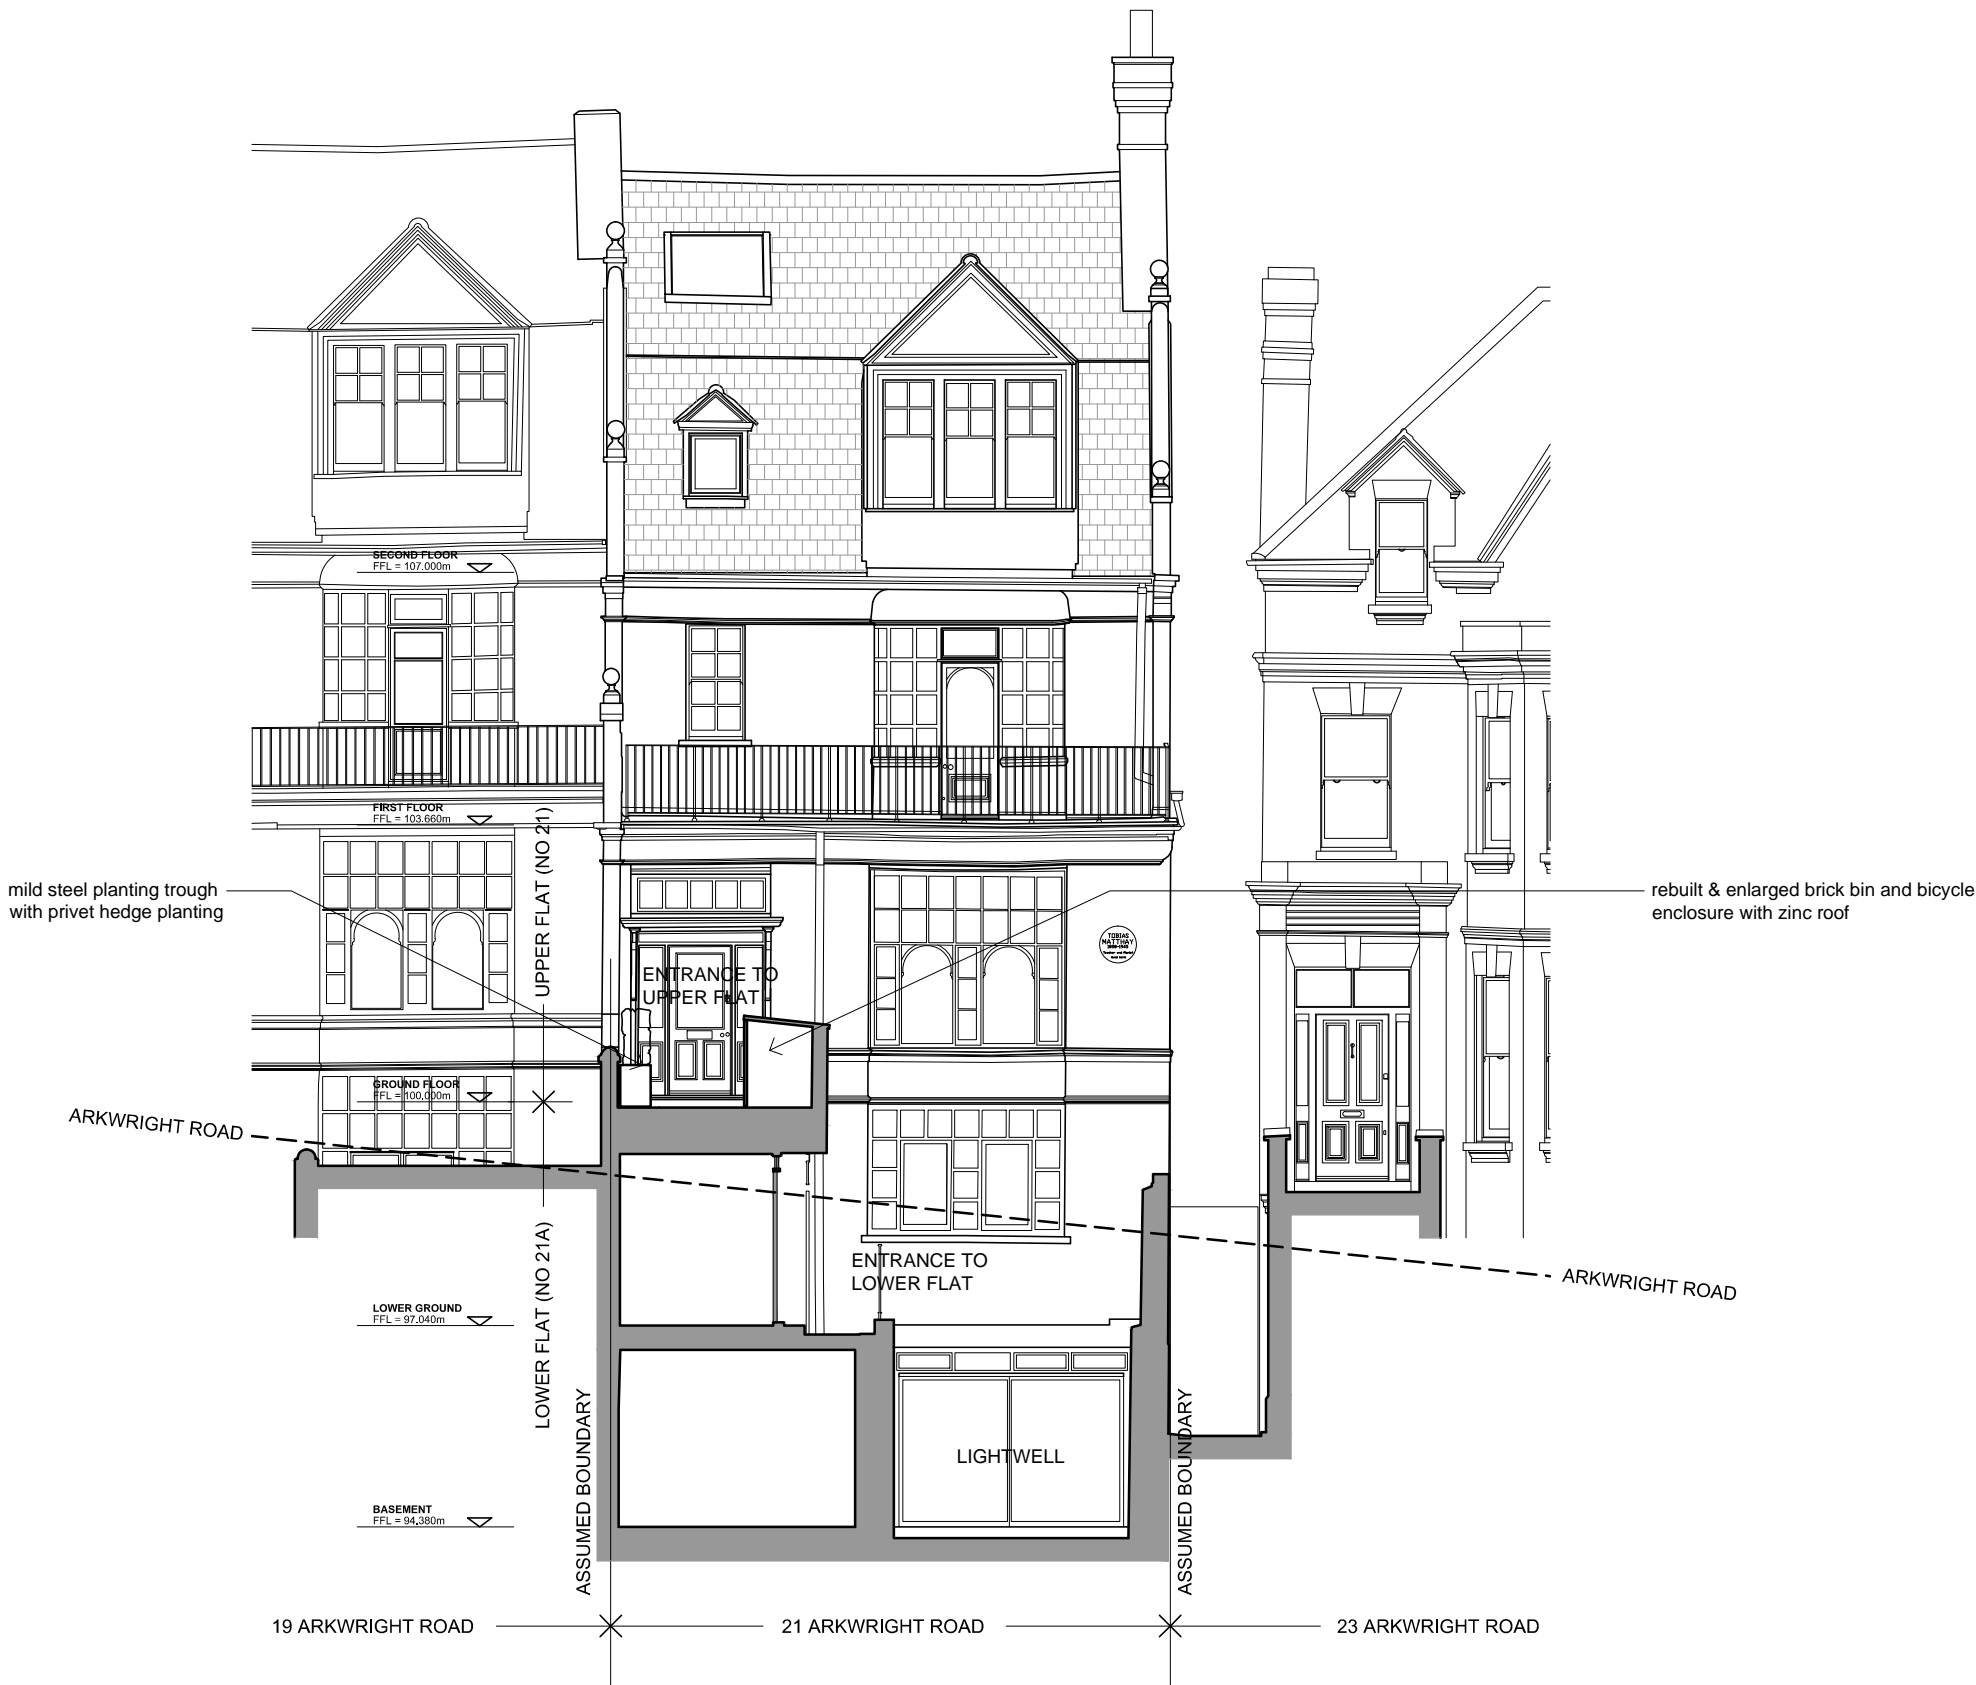 SECOND FLOOR
FFL = 107.000m
FIRST FLOOR
FFL = 103.660m
UPPER FLAT (NO 21)
mild steel planting trough
with privet hedge planting
rebuilt & enlarged brick bin and bicycle
enclosure with zinc roof
TOBIAS
MATTHAY
ENTRANCE TO
UPPER FLAT
GROUND FLOOR
FFL = 100.000m
ARKWRIGHT ROAD
ENTRANCE TO
LOWER FLAT
ARKWRIGHT ROAD
LOWER GROUND
FFL = 97.040m
LOWER FLAT (NO 21A)
ASSUMED BOUNDARY
ASSUMED BOUNDARY
LIGHTWELL
BASEMENT
FFL = 94.380m
19 ARKWRIGHT ROAD
21 ARKWRIGHT ROAD
23 ARKWRIGHT ROAD